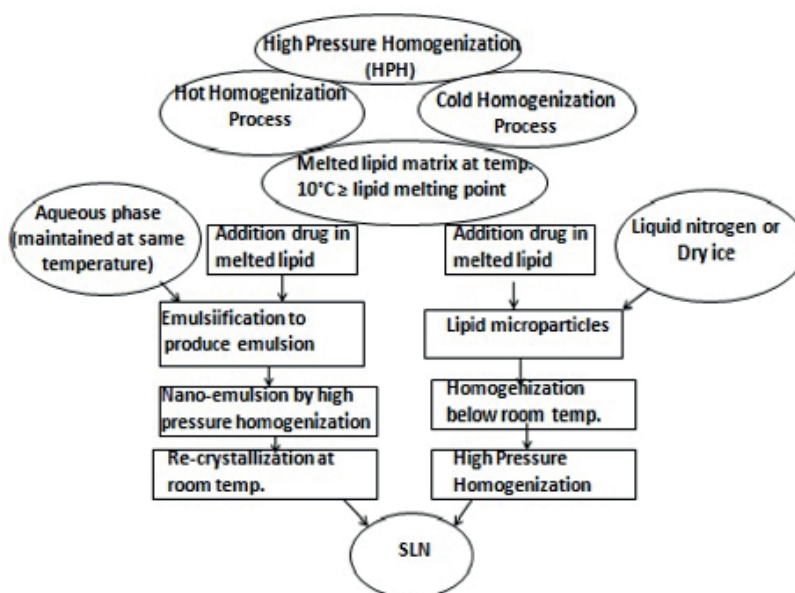 High Pressure Homogenization
(HPH)
Hot Homogenization
Process
Cold Homogenization
Process
Melted lipid matrix at temp.
10°C ≥ lipid melting point
Aqueous phase
(maintained at same
temperature)
Addition drug in
melted lipid
Addition drug in
melted lipid
Liquid nitrogen or
Dry ice
Emulsiification to
produce emulsion
Lipid microparticles
Nano-emulsion by high
pressure homogenization
Homogenization
below room temp.
Re-crystallization at
room temp.
High Pressure
Homogenization
SLN